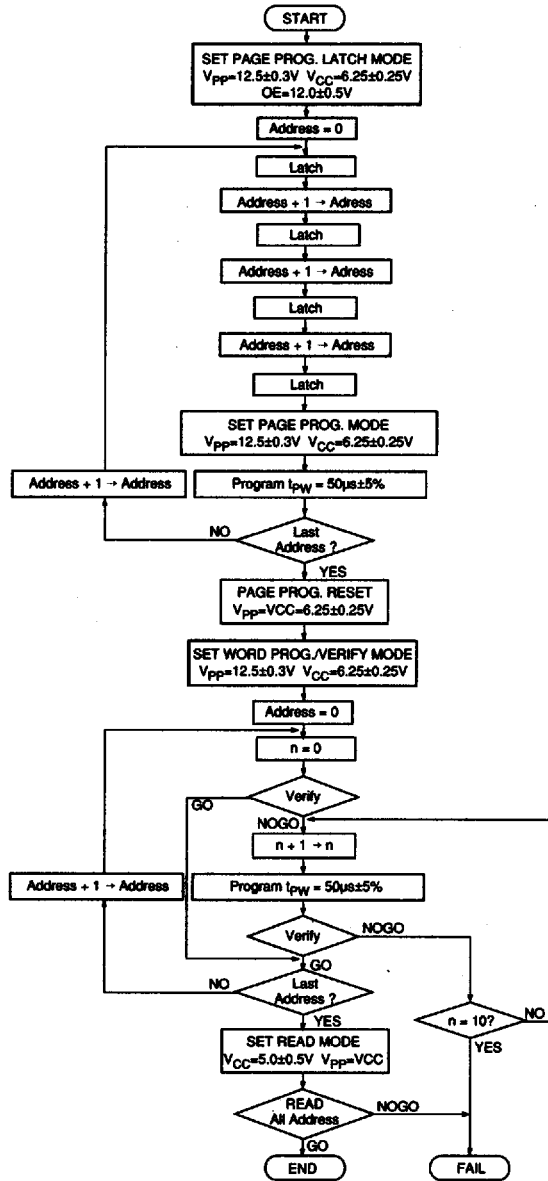 START
SET PAGE PROG. LATCH MODE
VPP=12.5±0.3V VCC=6.25±0.25V
OE=12.0±0.5V
Address = 0
Latch
Address + 1 → Adress
Latch
Address + 1 → Adress
Latch
Address + 1 → Adress
Latch
SET PAGE PROG. MODE
VPP=12.5±0.3V VCC=6.25±0.25V
Address + 1 → Address
Program tPW = 50µs±5%
NO
Last
Address ?
YES
PAGE PROG. RESET
VPP=VCC=6.25±0.25V
SET WORD PROG./VERIFY MODE
VPP=12.5±0.3V VCC=6.25±0.25V
Address = 0
n = 0
Verify
GO
NOGO
n + 1 → n
Address + 1 → Address
Program tPW = 50µs±5%
Verify
NOGO
GO
NO
Last
Address ?
YES
n = 10?
NO
YES
SET READ MODE
VCC=5.0±0.5V VPP=VCC
READ
All Address
NOGO
GO
END
FAIL